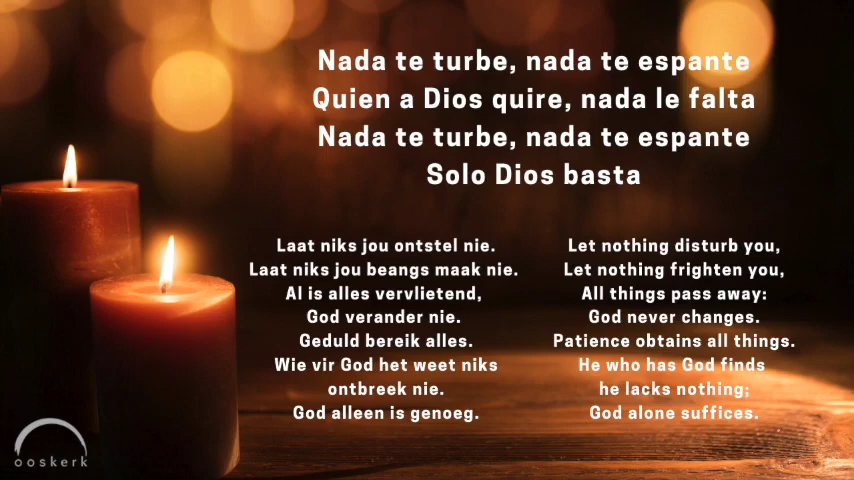 Nada te turbe, nada te espante
Quien a Dios quire, nada le falta
Nada te turbe, nada te espante
Solo Dios basta
Laat niks jou ontstel nie.
Laat niks jou beangs maak nie.
Al is alles vervlietend,
God verander nie.
Geduld bereik alles.
Wie vir God het weet niks
ontbreek nie.
God alleen is genoeg.
Let nothing disturb you,
Let nothing frighten you,
All things pass away:
God never changes.
Patience obtains all things.
He who has God finds
he lacks nothing;
God alone suffices.
ooskerk